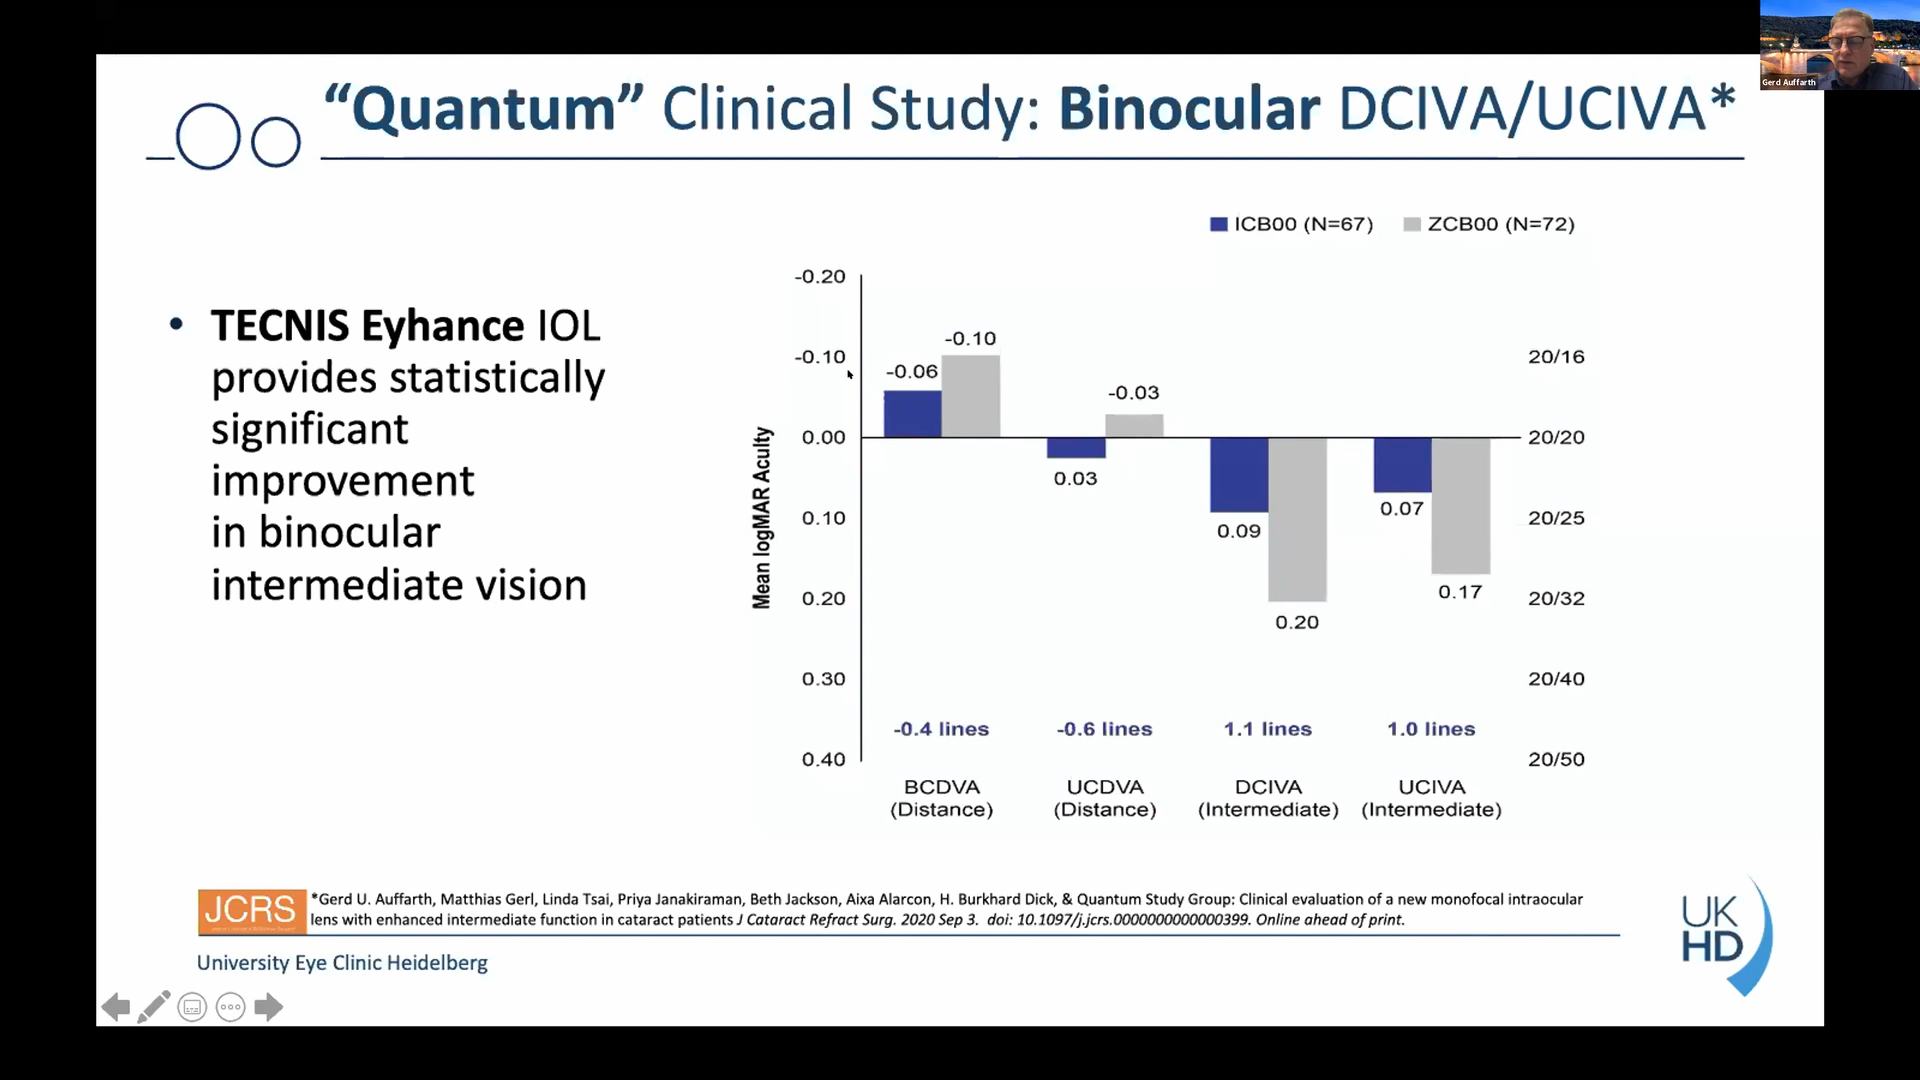 Gerd Auffarth
“Quantum” Clinical Study: Binocular DCIVA/UCIVA*
• TECNIS Eyhance IOL
provides statistically
significant
improvement
in binocular
intermediate vision
ICB00 (N=67) ZCB00 (N=72)
Mean logMAR Acuity
-0.20
-0.10
0.00
0.10
0.20
0.30
0.40
-0.06
-0.10
0.03
-0.03
0.09
0.20
0.07
0.17
20/16
20/20
20/25
20/32
20/40
20/50
-0.4 lines -0.6 lines 1.1 lines 1.0 lines
BCDVA UCDVA DCIVA UCIVA
(Distance) (Distance) (Intermediate) (Intermediate)
JCRS
*Gerd U. Auffarth, Matthias Gerl, Linda Tsai, Priya Janakiraman, Beth Jackson, Aixa Alarcon, H. Burkhard Dick, & Quantum Study Group: Clinical evaluation of a new monofocal intraocular
lens with enhanced intermediate function in cataract patients J Cataract Refract Surg. 2020 Sep 3. doi: 10.1097/j.jcrs.0000000000000399. Online ahead of print.
University Eye Clinic Heidelberg
UK
HD